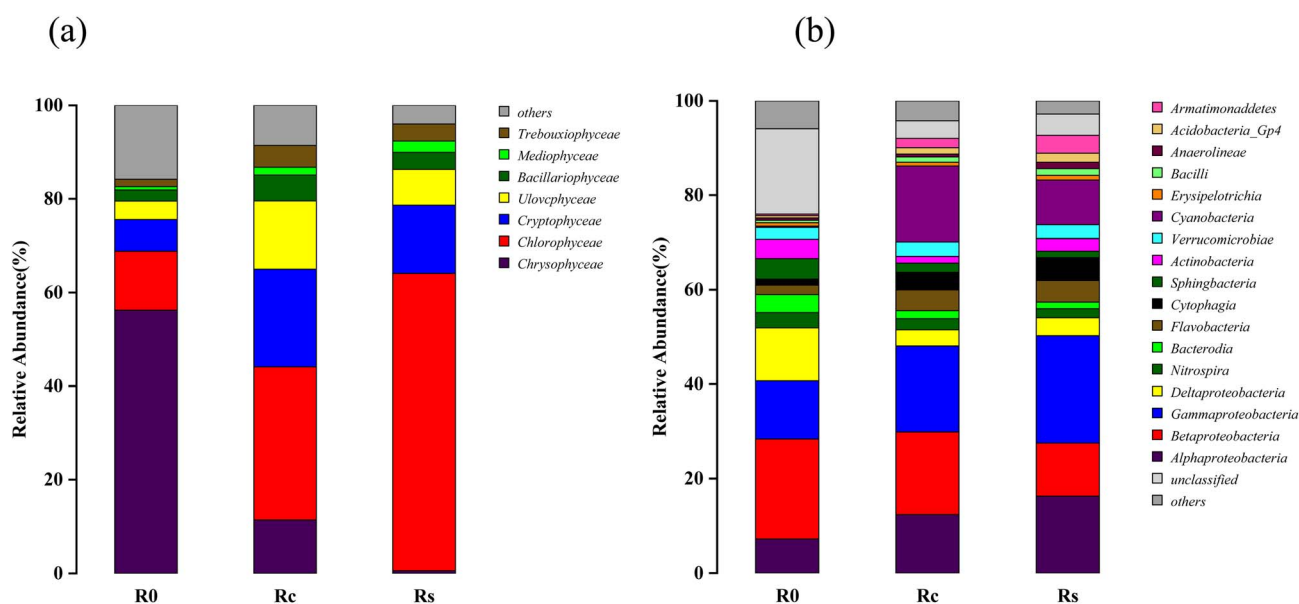 (a)
(b)
Relative Abundance(%)
100
80
60
40
20
0
R0
Rc
Rs
others
Trebouxiophyceae
Mediophyceae
Bacillariophyceae
Ulovcphyceae
Cryptophyceae
Chlorophyceae
Chrysophyceae
Relative Abundance(%)
100
80
60
40
20
0
R0
Rc
Rs
Armatimonaddetes
Acidobacteria_Gp4
Anaerolineae
Bacilli
Erysipelotrichia
Cyanobacteria
Verrucomicrobiae
Actinobacteria
Sphingbacteria
Cytophagia
Flavobacteria
Bacterodia
Nitrospira
Deltaproteobacteria
Gammaproteobacteria
Betaproteobacteria
Alphaproteobacteria
unclassified
others